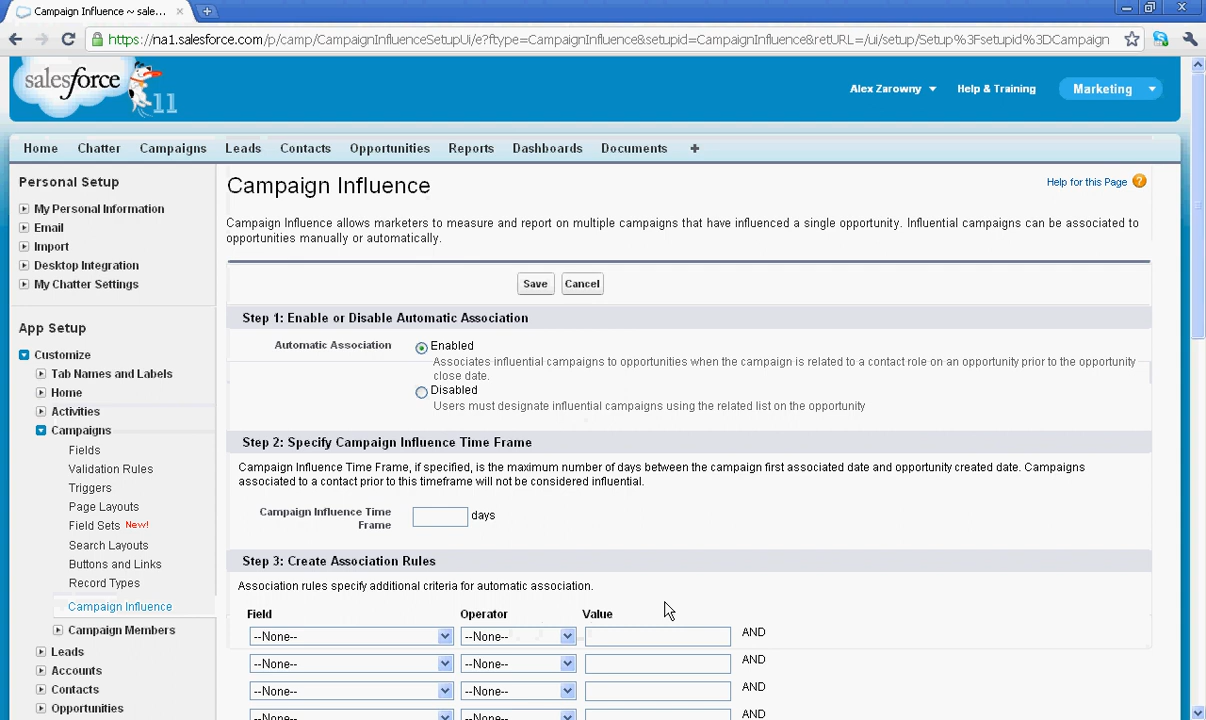 Campaign Influence ~ sale...
https://na1.salesforce.com/p/camp/CampaignInfluenceSetupUi/e?ftype=CampaignInfluence&setupid=CampaignInfluence&retURL=/ui/setup/Setup%3Fsetupid%3DCampaign
salesforce
11
Alex Zarowny
Help & Training
Marketing
Home
Chatter
Campaigns
Leads
Contacts
Opportunities
Reports
Dashboards
Documents
+
Personal Setup
My Personal Information
Email
Import
Desktop Integration
My Chatter Settings
App Setup
Customize
Tab Names and Labels
Home
Activities
Campaigns
Fields
Validation Rules
Triggers
Page Layouts
Field Sets New!
Search Layouts
Buttons and Links
Record Types
Campaign Influence
Campaign Members
Leads
Accounts
Contacts
Opportunities
Campaign Influence
Help for this Page ?
Campaign Influence allows marketers to measure and report on multiple campaigns that have influenced a single opportunity. Influential campaigns can be associated to
opportunities manually or automatically.
Save Cancel
Step 1: Enable or Disable Automatic Association
Automatic Association
Enabled
Associates influential campaigns to opportunities when the campaign is related to a contact role on an opportunity prior to the opportunity
close date.
Disabled
Users must designate influential campaigns using the related list on the opportunity
Step 2: Specify Campaign Influence Time Frame
Campaign Influence Time Frame, if specified, is the maximum number of days between the campaign first associated date and opportunity created date. Campaigns
associated to a contact prior to this timeframe will not be considered influential.
Campaign Influence Time
Frame
days
Step 3: Create Association Rules
Association rules specify additional criteria for automatic association.
Field Operator Value
--None-- --None-- AND
--None-- --None-- AND
--None-- --None-- AND
--None-- --None-- AND